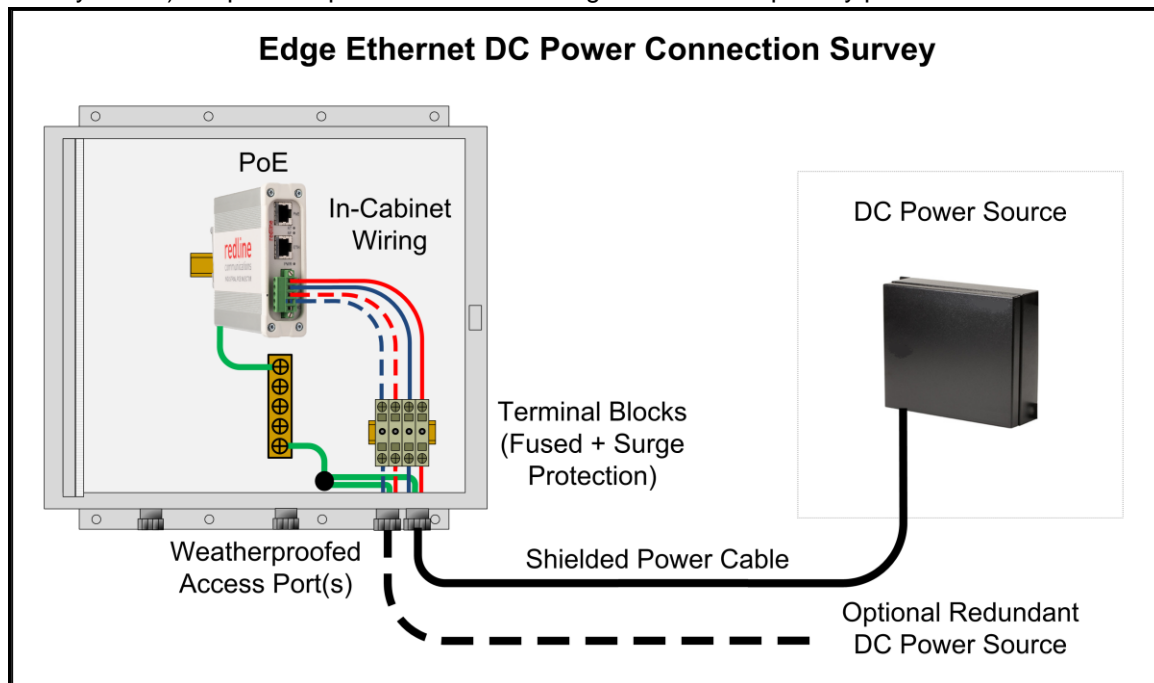 Edge Ethernet DC Power Connection Survey
PoE
In-Cabinet
Wiring
redline
communications
DC Power Source
Terminal Blocks
(Fused + Surge
Protection)
Weatherproofed
Access Port(s)
Shielded Power Cable
Optional Redundant
DC Power Source